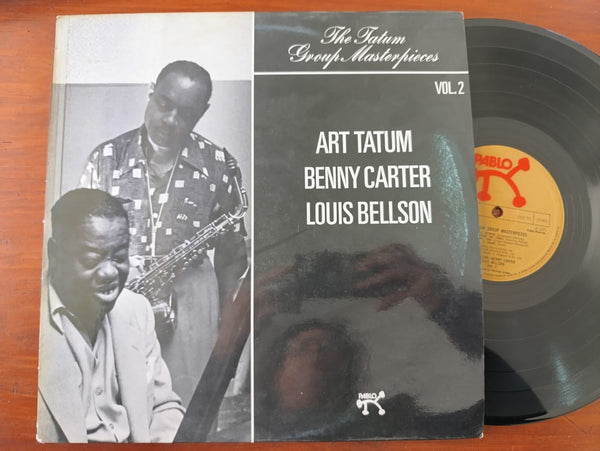 The Tatum
Group Masterpieces
VOL.2
ART TATUM
BENNY CARTER
LOUIS BELLSON
PABLO
PABLO